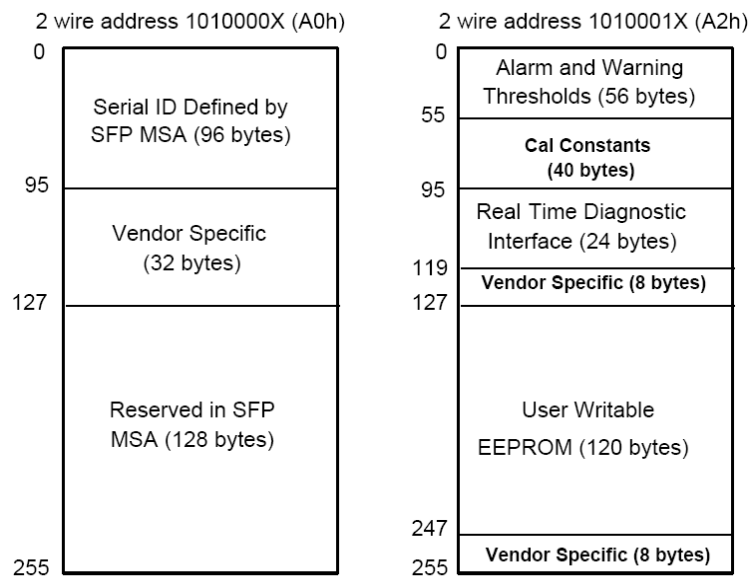 2 wire address 1010000X (A0h)
0
Serial ID Defined by
SFP MSA (96 bytes)
95
Vendor Specific
(32 bytes)
127
Reserved in SFP
MSA (128 bytes)
255
2 wire address 1010001X (A2h)
0
Alarm and Warning
Thresholds (56 bytes)
55
Cal Constants
(40 bytes)
95
Real Time Diagnostic
Interface (24 bytes)
119
Vendor Specific (8 bytes)
127
User Writable
EEPROM (120 bytes)
247
Vendor Specific (8 bytes)
255